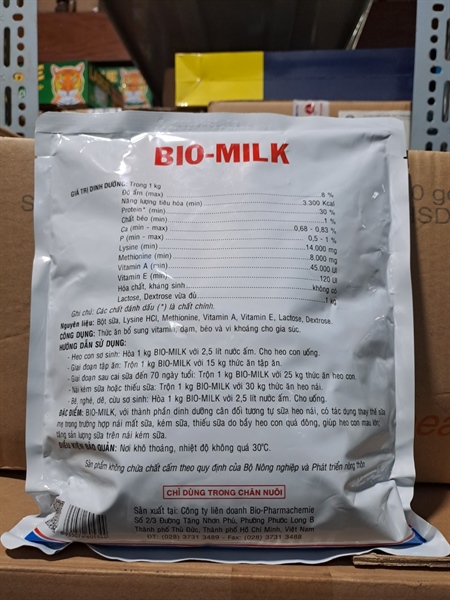 BIO-MILK
GIÁ TRỊ DINH DƯỠNG: Trong 1 kg
Độ ẩm (max) 8 %
Năng lượng tiêu hóa (min) 3.300 Kcal
Protein* (min) 30 %
Chất béo (min) 1 %
Ca (min - max) 0,68 - 0,83 %
P (min - max) 0,5 - 1 %
Lysine (min) 14.000 mg
Methionine (min) 8.000 mg
Vitamin A (min) 45.000 UI
Vitamin E (min) 120 UI
Hóa chất, kháng sinh không có
Lactose, Dextrose vừa đủ 1 kg
Ghi chú: Các chất đánh dấu (*) là chất chính.
Nguyên liệu: Bột sữa, Lysine HCl, Methionine, Vitamin A, Vitamin E, Lactose, Dextrose.
CÔNG DỤNG: Thức ăn bổ sung vitamin, đạm, béo và vi khoáng cho gia súc.
HƯỚNG DẪN SỬ DỤNG:
- Heo con sơ sinh: Hòa 1 kg BIO-MILK với 2,5 lít nước ấm. Cho heo con uống.
- Giai đoạn tập ăn: Trộn 1 kg BIO-MILK với 15 kg thức ăn tập ăn.
- Giai đoạn sau cai sữa đến 70 ngày tuổi: Trộn 1 kg BIO-MILK với 25 kg thức ăn heo con.
- Nái kém sữa hoặc thiếu sữa: Trộn 1 kg BIO-MILK với 30 kg thức ăn heo nái.
- Bê, nghé, dê, cừu sơ sinh: Hòa 1 kg BIO-MILK với 2,5 lít nước ấm. Cho uống.
ĐẶC ĐIỂM: BIO-MILK, với thành phần dinh dưỡng cân đối tương tự sữa heo nái, có tác dụng thay thế sữa
mẹ trong trường hợp nái mất sữa, kém sữa, thiếu sữa do bầy heo con quá đông, giúp heo con mau lớn,
tăng sản lượng sữa trên nái kém sữa.
ĐIỀU KIỆN BẢO QUẢN: Nơi khô thoáng, nhiệt độ không quá 30°C.
Sản phẩm không chứa chất cấm theo quy định của Bộ Nông nghiệp và Phát triển nông thôn
CHỈ DÙNG TRONG CHĂN NUÔI
Sản xuất tại: Công ty liên doanh Bio-Pharmachemie
Số 2/3 Đường Tăng Nhơn Phú, Phường Phước Long B
Thành phố Thủ Đức, Thành phố Hồ Chí Minh, Việt Nam
ĐT: (028) 3731 3489 - Fax: (028) 3731 3488